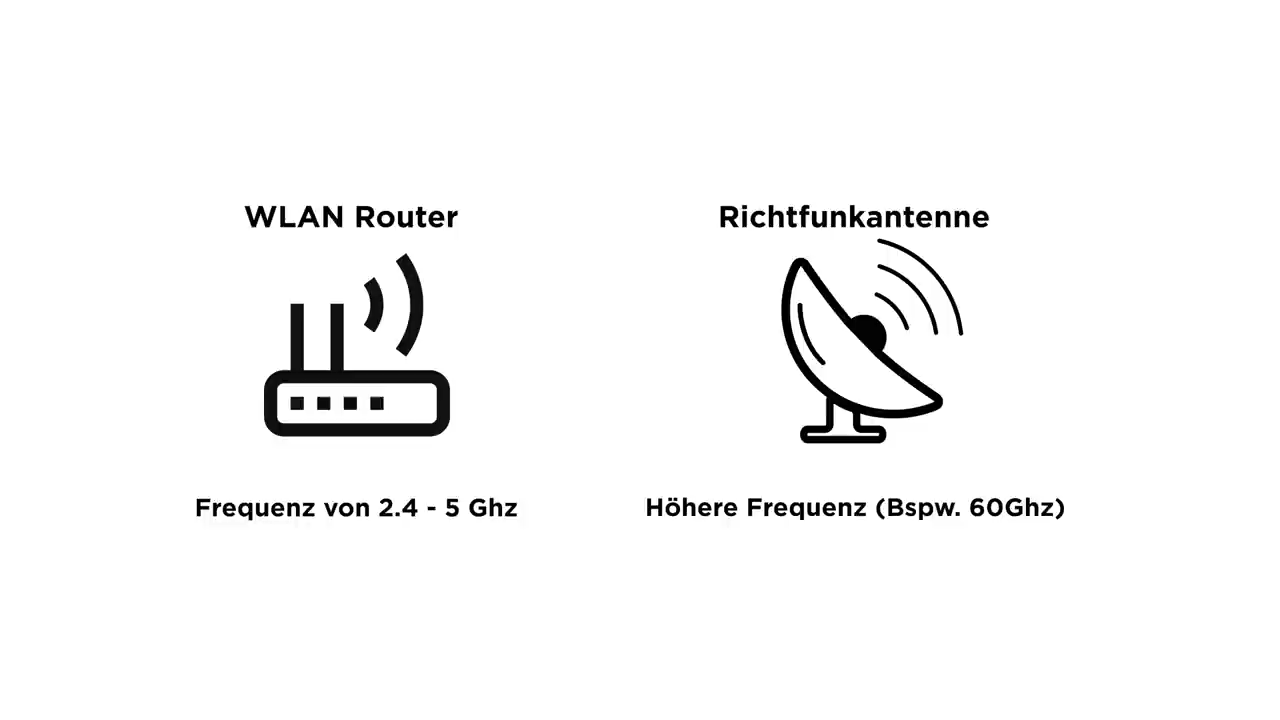 WLAN Router
Richtfunkantenne
Frequenz von 2.4 - 5 Ghz
Höhere Frequenz (Bspw. 60Ghz)